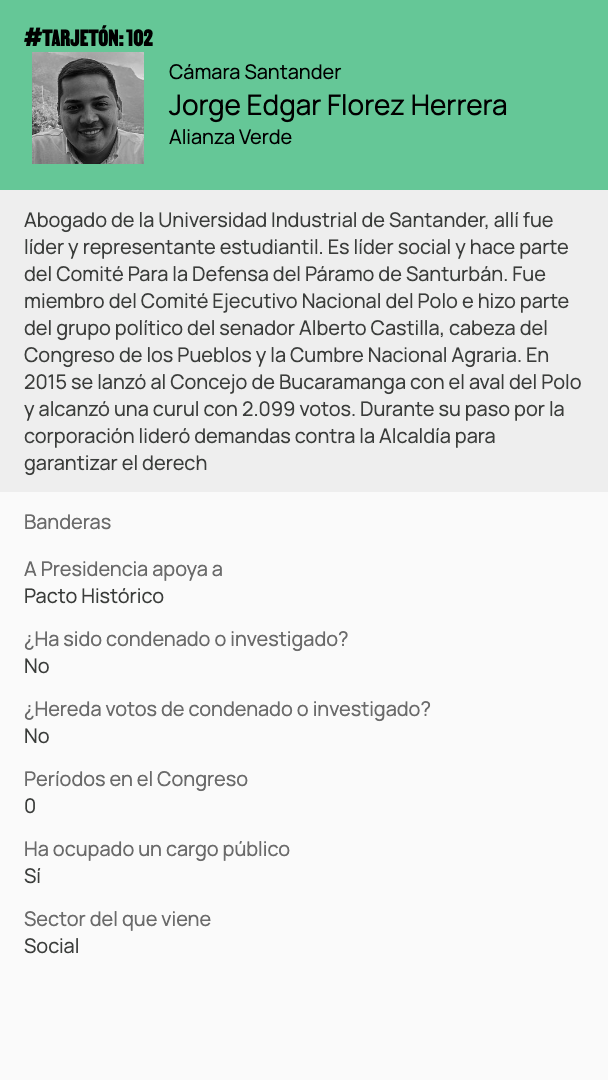 #TARJETÓN: 102
Cámara Santander
Jorge Edgar Florez Herrera
Alianza Verde
Abogado de la Universidad Industrial de Santander, allí fue
líder y representante estudiantil. Es líder social y hace parte
del Comité Para la Defensa del Páramo de Santurbán. Fue
miembro del Comité Ejecutivo Nacional del Polo e hizo parte
del grupo político del senador Alberto Castilla, cabeza del
Congreso de los Pueblos y la Cumbre Nacional Agraria. En
2015 se lanzó al Concejo de Bucaramanga con el aval del Polo
y alcanzó una curul con 2.099 votos. Durante su paso por la
corporación lideró demandas contra la Alcaldía para
garantizar el derech
Banderas
A Presidencia apoya a
Pacto Histórico
¿Ha sido condenado o investigado?
No
¿Hereda votos de condenado o investigado?
No
Períodos en el Congreso
0
Ha ocupado un cargo público
Sí
Sector del que viene
Social